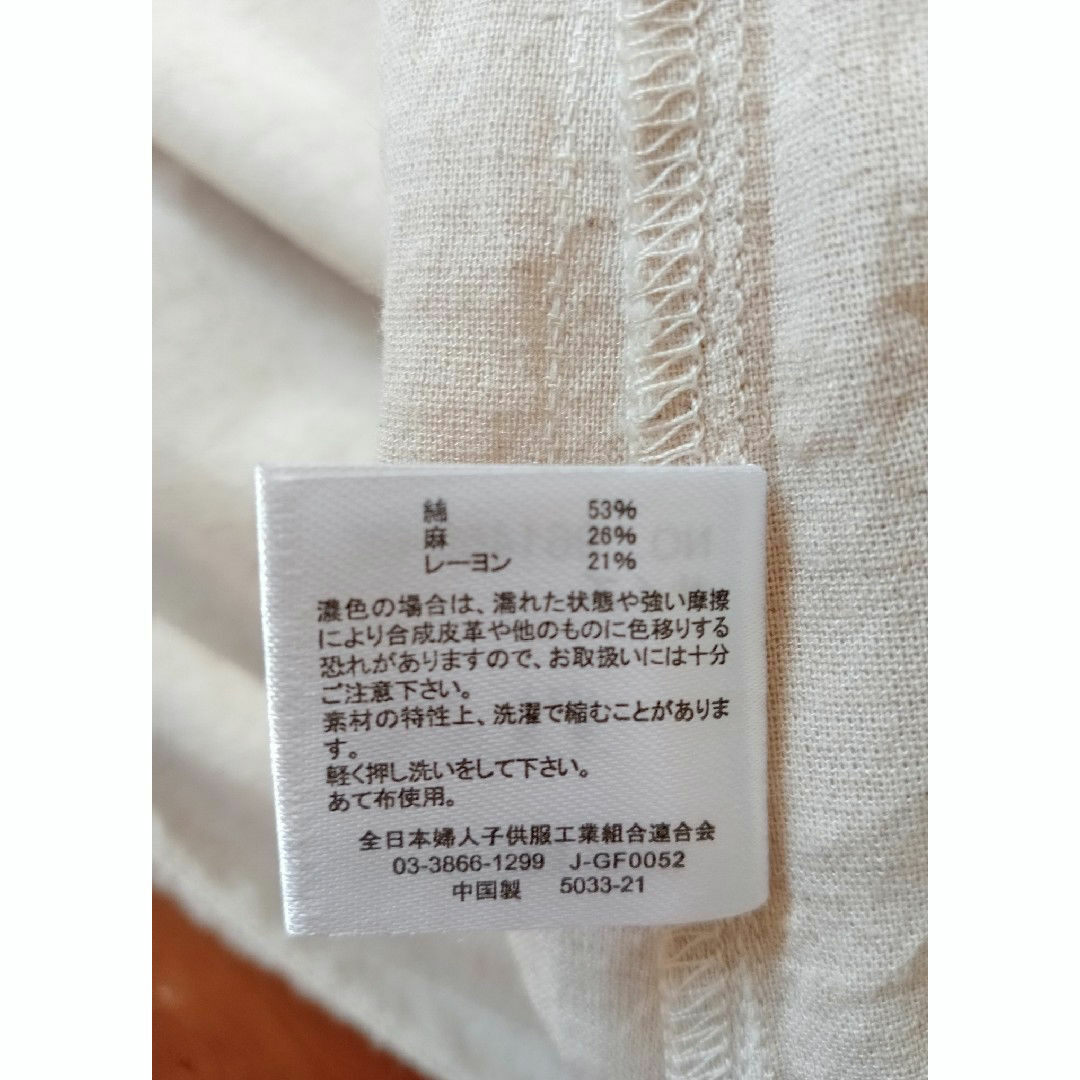 綿 53%
麻 26%
レーヨン 21%
濃色の場合は、濡れた状態や強い摩擦
により合成皮革や他のものに色移りする
恐れがありますので、お取扱いには十分
ご注意下さい。
素材の特性上、洗濯で縮むことがありま
す。
軽く押し洗いをして下さい。
あて布使用。
全日本婦人子供服工業組合連合会
03-3866-1299 J-GF0052
中国製 5033-21